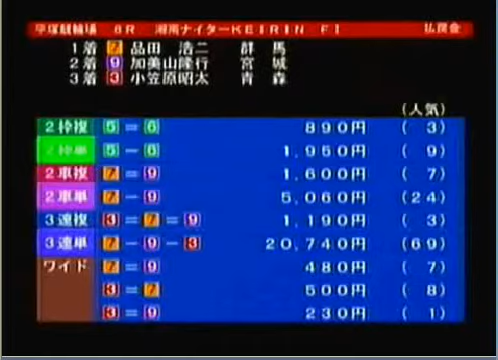 平塚競輪場 8R 湘南ナイターKEIRIN FI 払戻金
1着 7 品田 浩二 群馬
2着 9 加美山隆行 宮城
3着 3 小笠原昭太 青森
(人気)
2枠複 5=6 890円 (3)
2枠単 5-6 1,950円 (9)
2車複 7=9 1,600円 (7)
2車単 7-9 5,060円 (24)
3連複 3=7=9 1,190円 (3)
3連単 7-9-3 20,740円 (69)
ワイド 7=9 480円 (7)
3=7 500円 (8)
3=9 230円 (1)